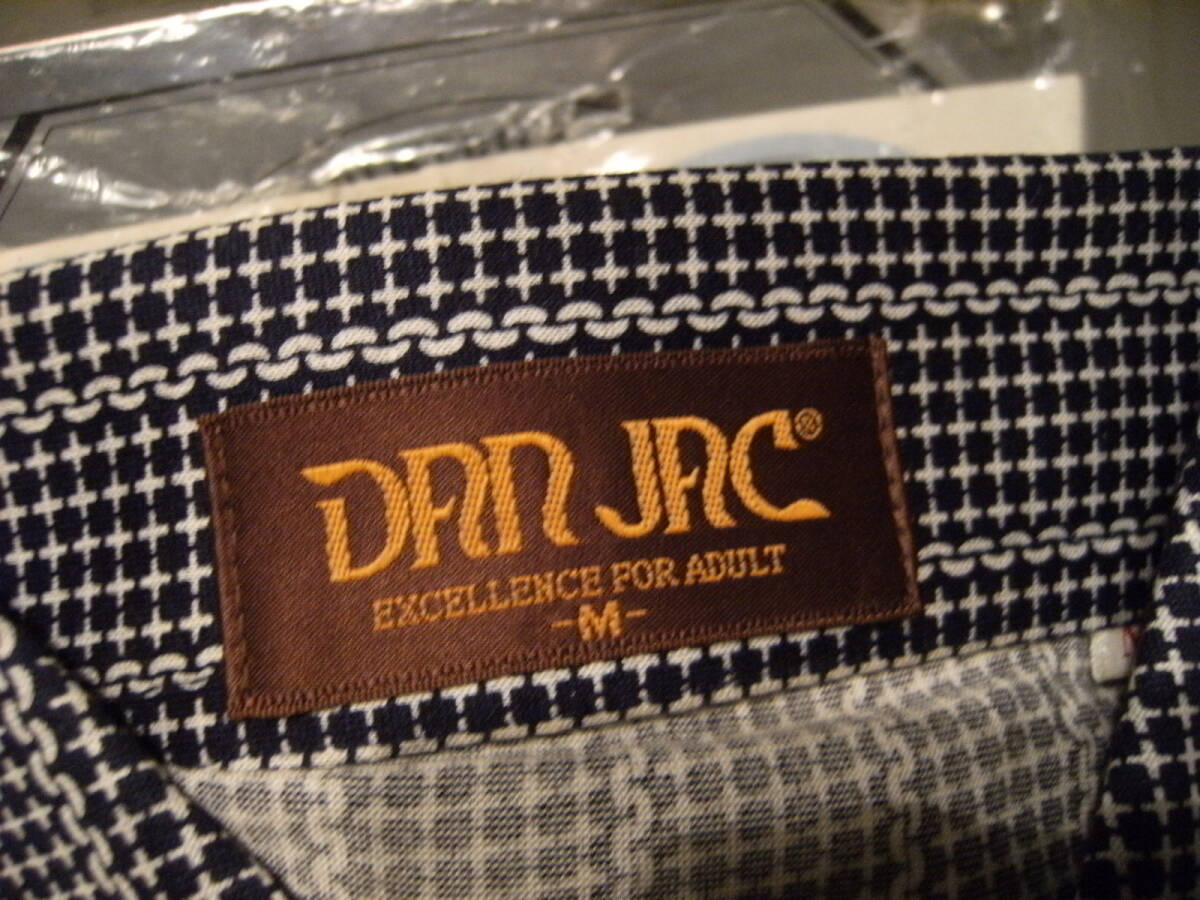 DAN JAC®
EXCELLENCE FOR ADULT
-M-